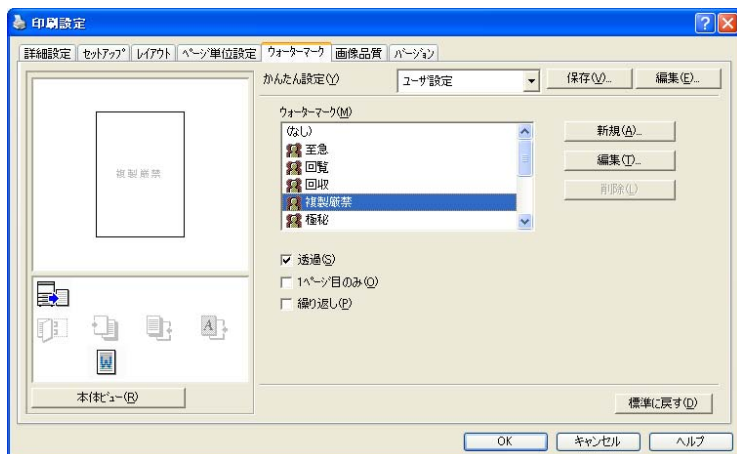 印刷設定
詳細設定 セットアップ レイアウト ページ単位設定 ウォーターマーク 画像品質 バージョン
かんたん設定(Y) ユーザ設定 保存(V)... 編集(E)...
ウォーターマーク(M)
(なし)
至急
回覧
回収
複製厳禁
極秘
新規(A)...
編集(T)...
削除(L)
複製厳禁
透過(S)
1ページ目のみ(O)
繰り返し(P)
本体ビュー(R)
標準に戻す(D)
OK キャンセル ヘルプ